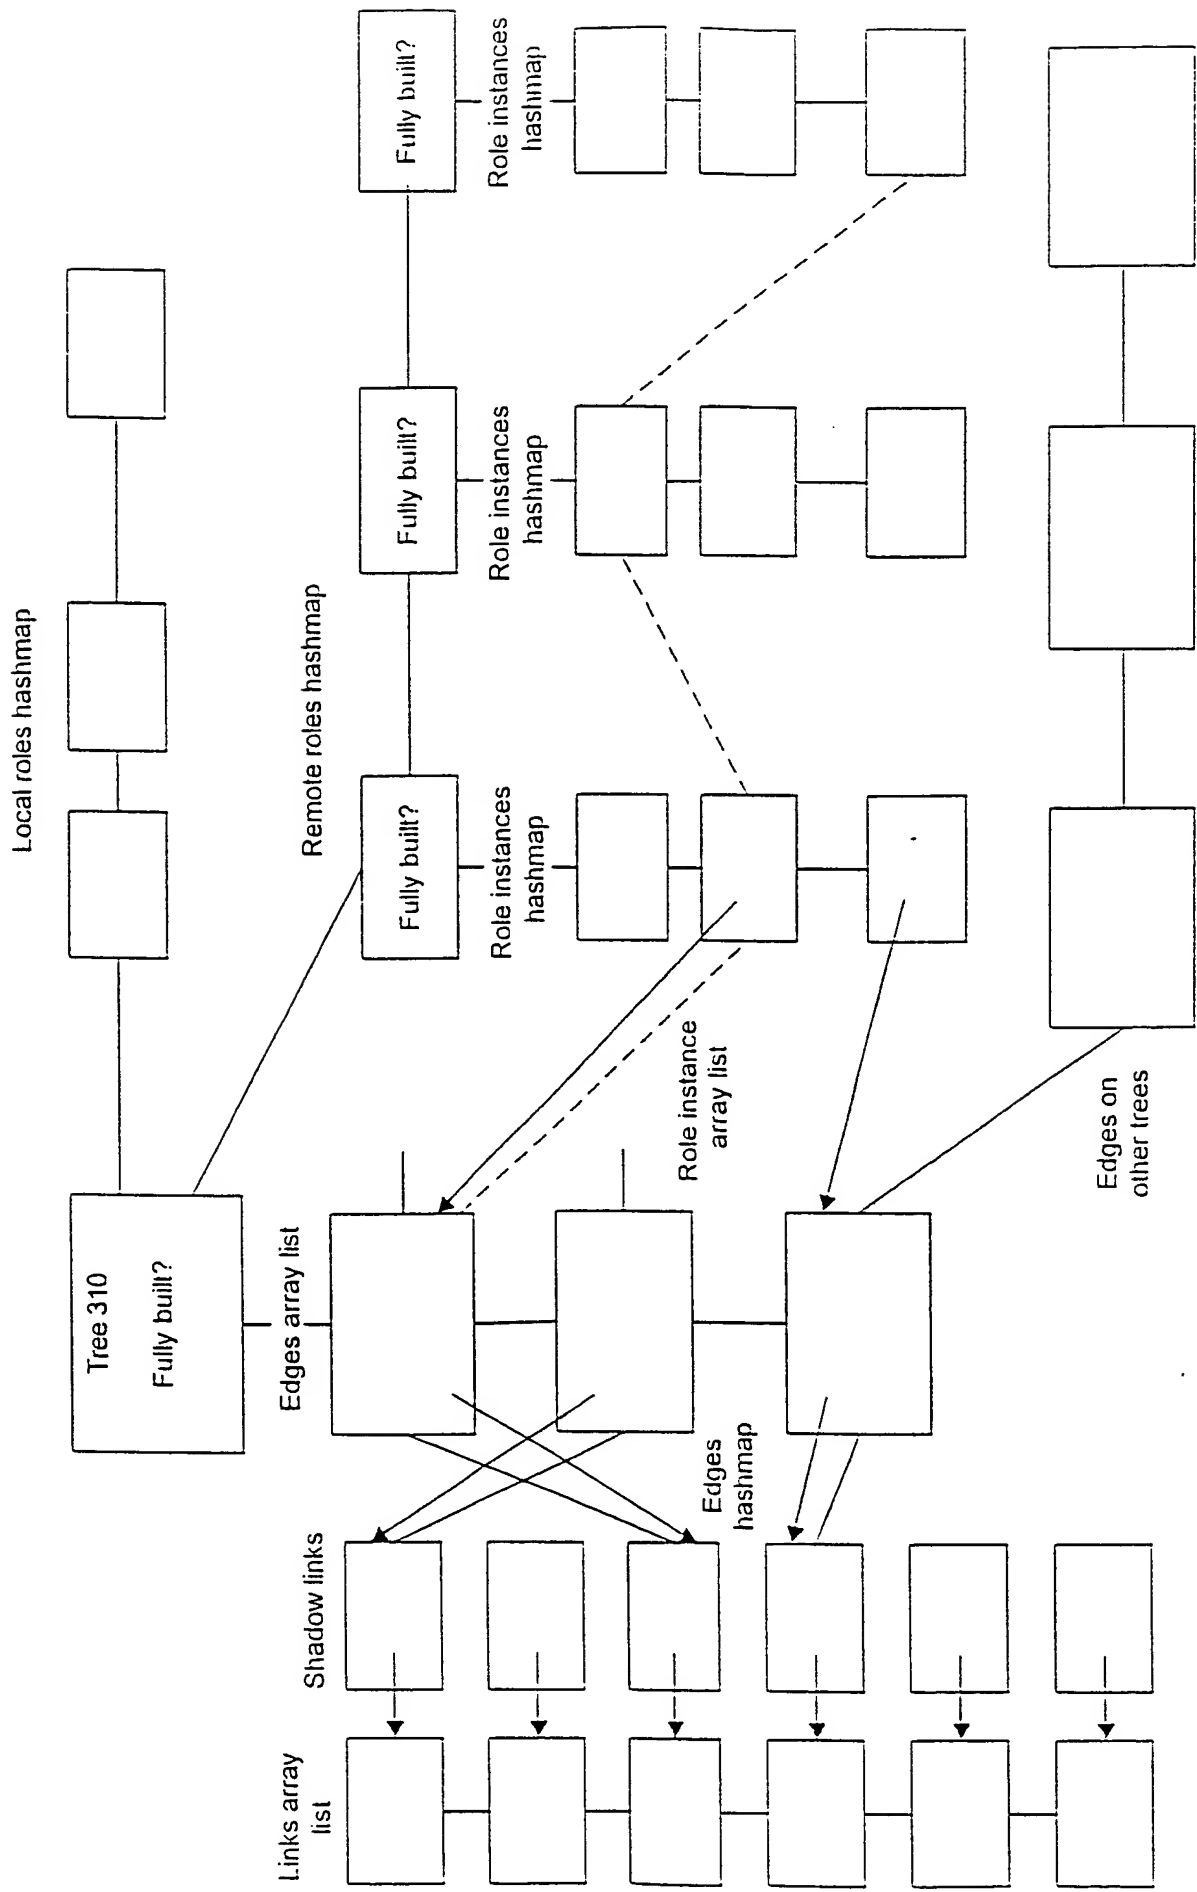 Local roles hashmap
Tree 310
Fully built?
Remote roles hashmap
Links array
list
Shadow links
Edges array list
Fully built?
Fully built?
Fully built?
Role instances
hashmap
Role instances
hashmap
Role instances
hashmap
Edges
hashmap
Role instance
array list
Edges on
other trees